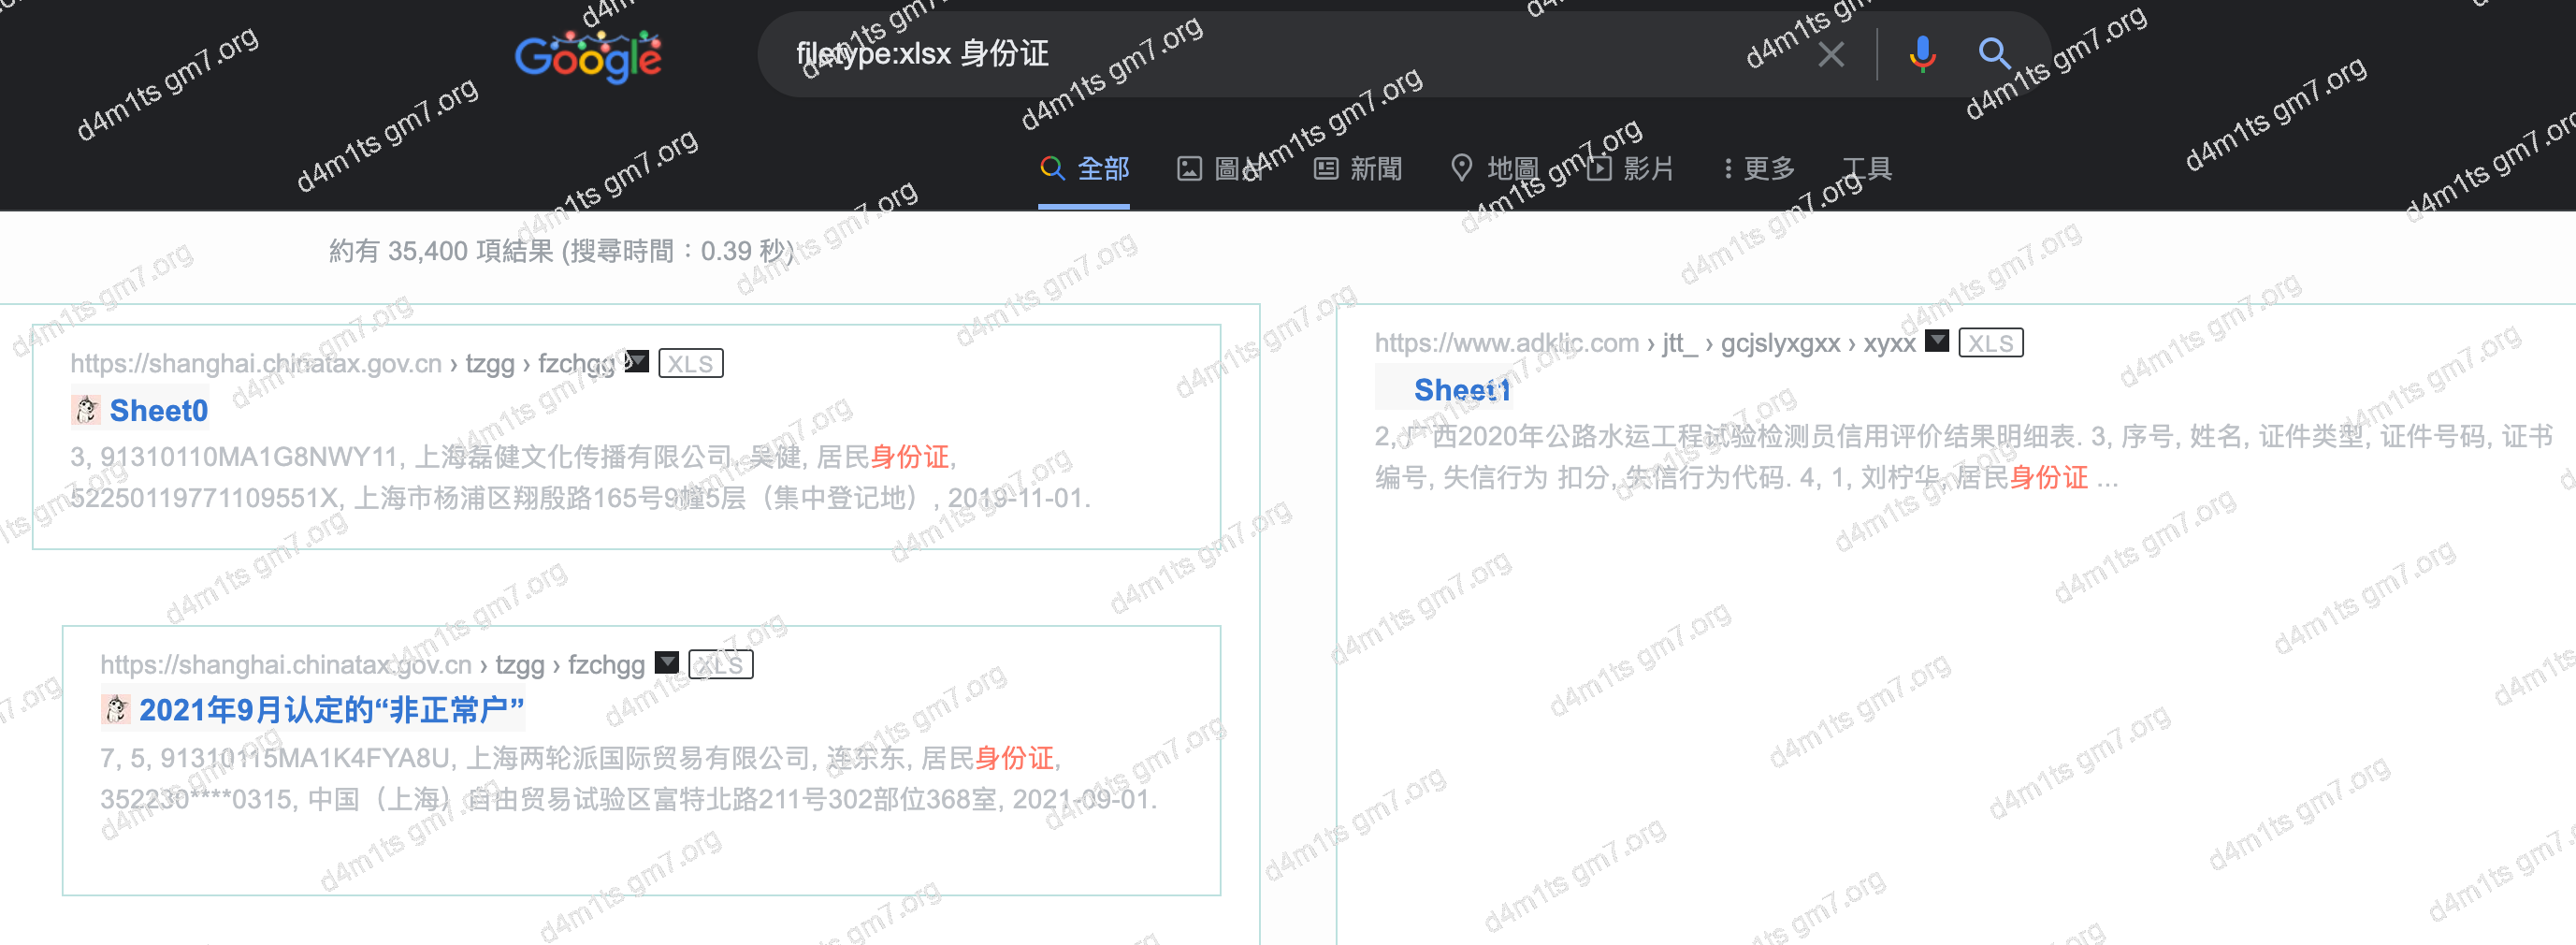 Google
filetype:xlsx 身份证
全部 圖片 新聞 地圖 影片 更多 工具
約有 35,400 項結果 (搜尋時間：0.39 秒)
https://shanghai.chinatax.gov.cn › tzgg › fzchgg XLS
Sheet0
3, 91310110MA1G8NWY11, 上海磊健文化传播有限公司, 吴健, 居民身份证,
52250119771109551X, 上海市杨浦区翔殷路165号9幢5层（集中登记地）, 2019-11-01.
https://shanghai.chinatax.gov.cn › tzgg › fzchgg XLS
2021年9月认定的“非正常户”
7, 5, 91310115MA1K4FYA8U, 上海两轮派国际贸易有限公司, 连东东, 居民身份证,
352230****0315, 中国（上海）自由贸易试验区富特北路211号302部位368室, 2021-09-01.
https://www.adklic.com › jtt_ › gcjslyxgxx › xyxx XLS
Sheet1
2, 广西2020年公路水运工程试验检测员信用评价结果明细表. 3, 序号, 姓名, 证件类型, 证件号码, 证书
编号, 失信行为 扣分, 失信行为代码. 4, 1, 刘柠华, 居民身份证 ...
d4m1ts gm7.org